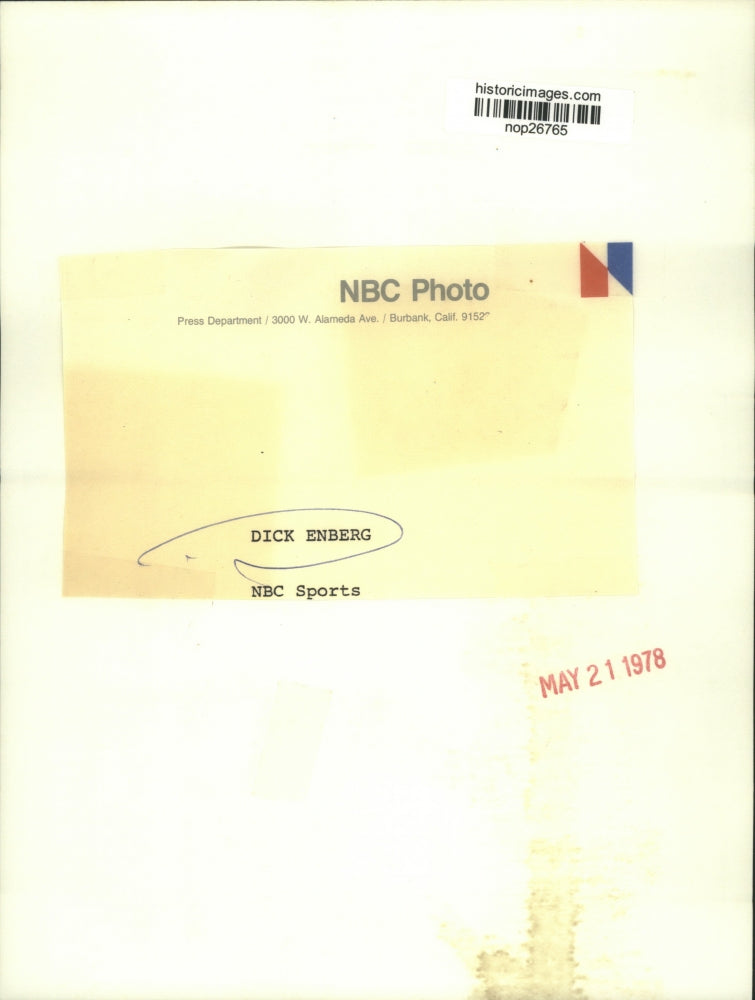 historicimages.com
nop26765
NBC Photo
Press Department / 3000 W. Alameda Ave. / Burbank, Calif.
DICK ENBERG
NBC Sports
MAY 21 1978